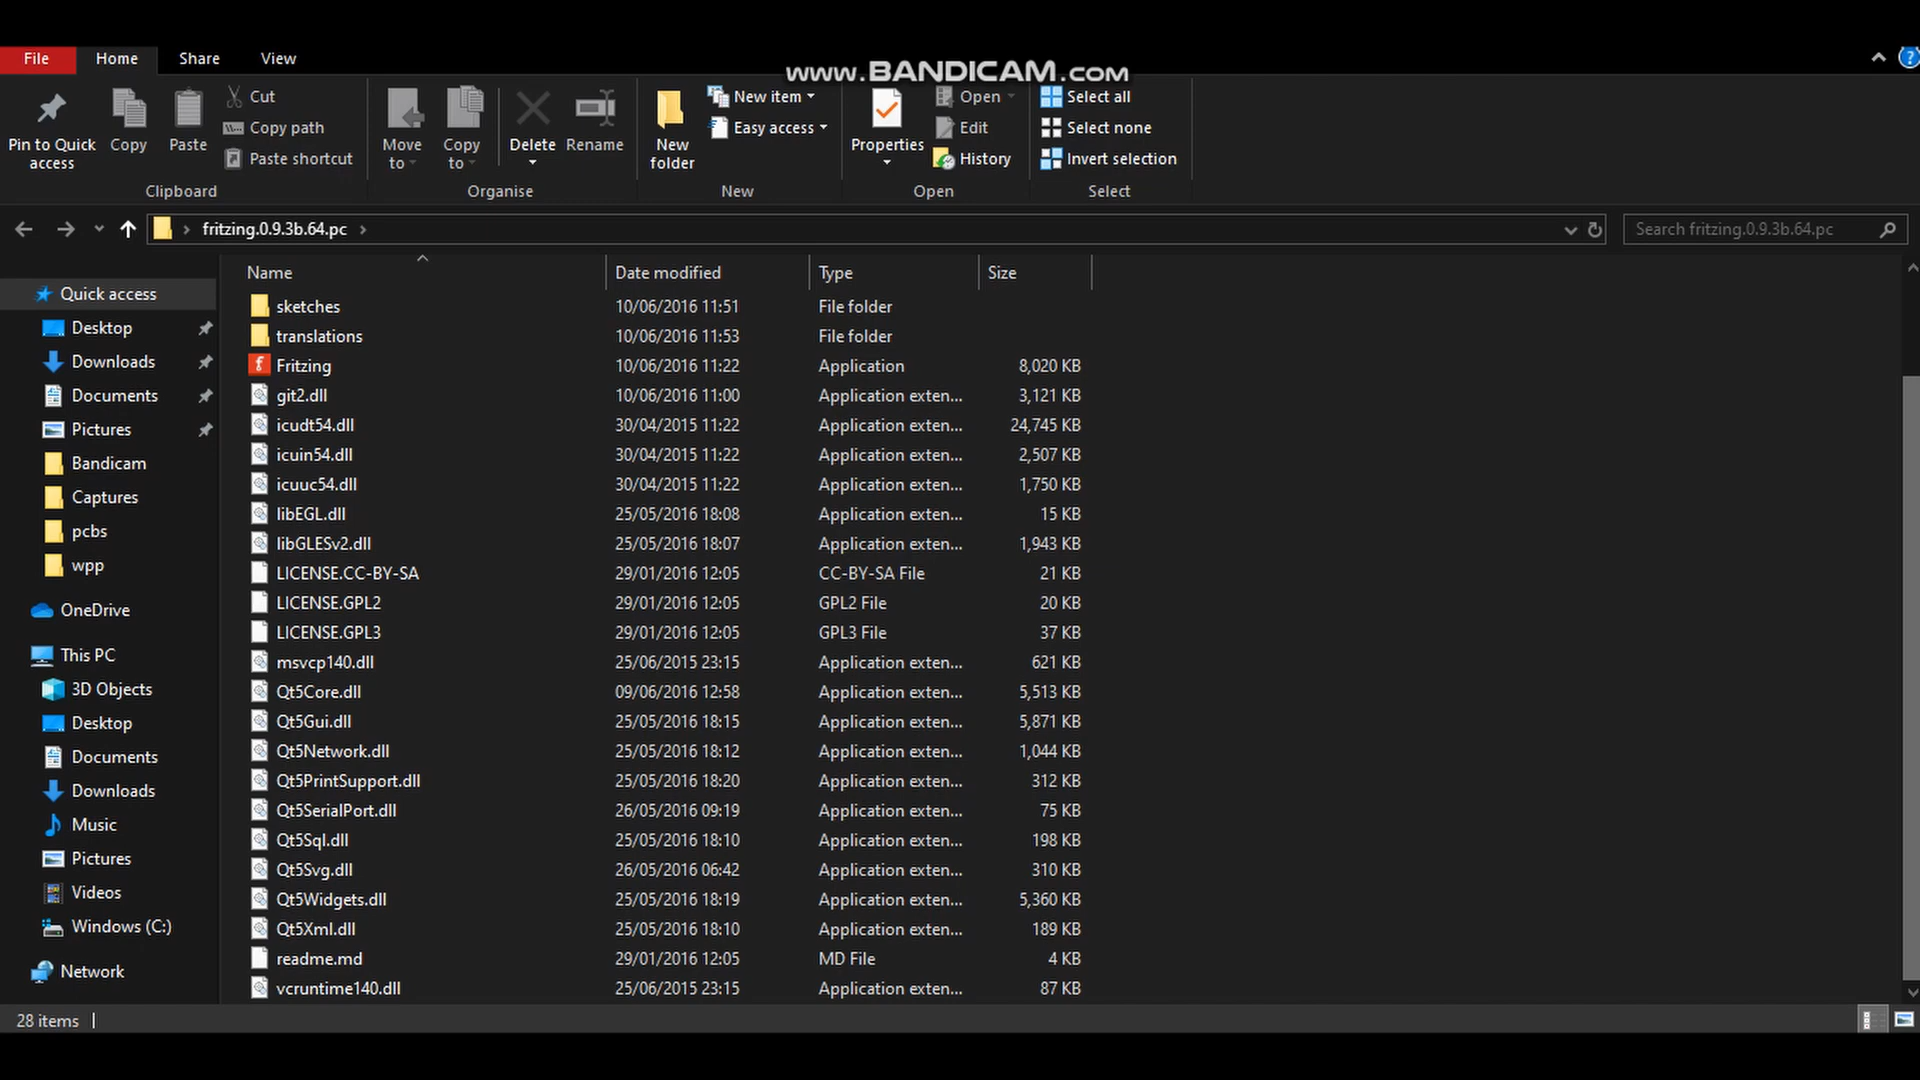 www.BANDICAM.com
File Home Share View
Pin to Quick access
Copy
Paste
Cut
Copy path
Paste shortcut
Clipboard
Move to
Copy to
Delete
Rename
Organise
New folder
New item
Easy access
New
Properties
Open
Edit
History
Open
Select all
Select none
Invert selection
Select
fritzing.0.9.3b.64.pc
Search fritzing.0.9.3b.64.pc
Quick access
Desktop
Downloads
Documents
Pictures
Bandicam
Captures
pcbs
wpp
OneDrive
This PC
3D Objects
Desktop
Documents
Downloads
Music
Pictures
Videos
Windows (C:)
Network
Name Date modified Type Size
sketches 10/06/2016 11:51 File folder
translations 10/06/2016 11:53 File folder
Fritzing 10/06/2016 11:22 Application 8,020 KB
git2.dll 10/06/2016 11:00 Application exten... 3,121 KB
icudt54.dll 30/04/2015 11:22 Application exten... 24,745 KB
icuin54.dll 30/04/2015 11:22 Application exten... 2,507 KB
icuuc54.dll 30/04/2015 11:22 Application exten... 1,750 KB
libEGL.dll 25/05/2016 18:08 Application exten... 15 KB
libGLESv2.dll 25/05/2016 18:07 Application exten... 1,943 KB
LICENSE.CC-BY-SA 29/01/2016 12:05 CC-BY-SA File 21 KB
LICENSE.GPL2 29/01/2016 12:05 GPL2 File 20 KB
LICENSE.GPL3 29/01/2016 12:05 GPL3 File 37 KB
msvcp140.dll 25/06/2015 23:15 Application exten... 621 KB
Qt5Core.dll 09/06/2016 12:58 Application exten... 5,513 KB
Qt5Gui.dll 25/05/2016 18:15 Application exten... 5,871 KB
Qt5Network.dll 25/05/2016 18:12 Application exten... 1,044 KB
Qt5PrintSupport.dll 25/05/2016 18:20 Application exten... 312 KB
Qt5SerialPort.dll 26/05/2016 09:19 Application exten... 75 KB
Qt5Sql.dll 25/05/2016 18:10 Application exten... 198 KB
Qt5Svg.dll 26/05/2016 06:42 Application exten... 310 KB
Qt5Widgets.dll 25/05/2016 18:19 Application exten... 5,360 KB
Qt5Xml.dll 25/05/2016 18:10 Application exten... 189 KB
readme.md 29/01/2016 12:05 MD File 4 KB
vcruntime140.dll 25/06/2015 23:15 Application exten... 87 KB
28 items